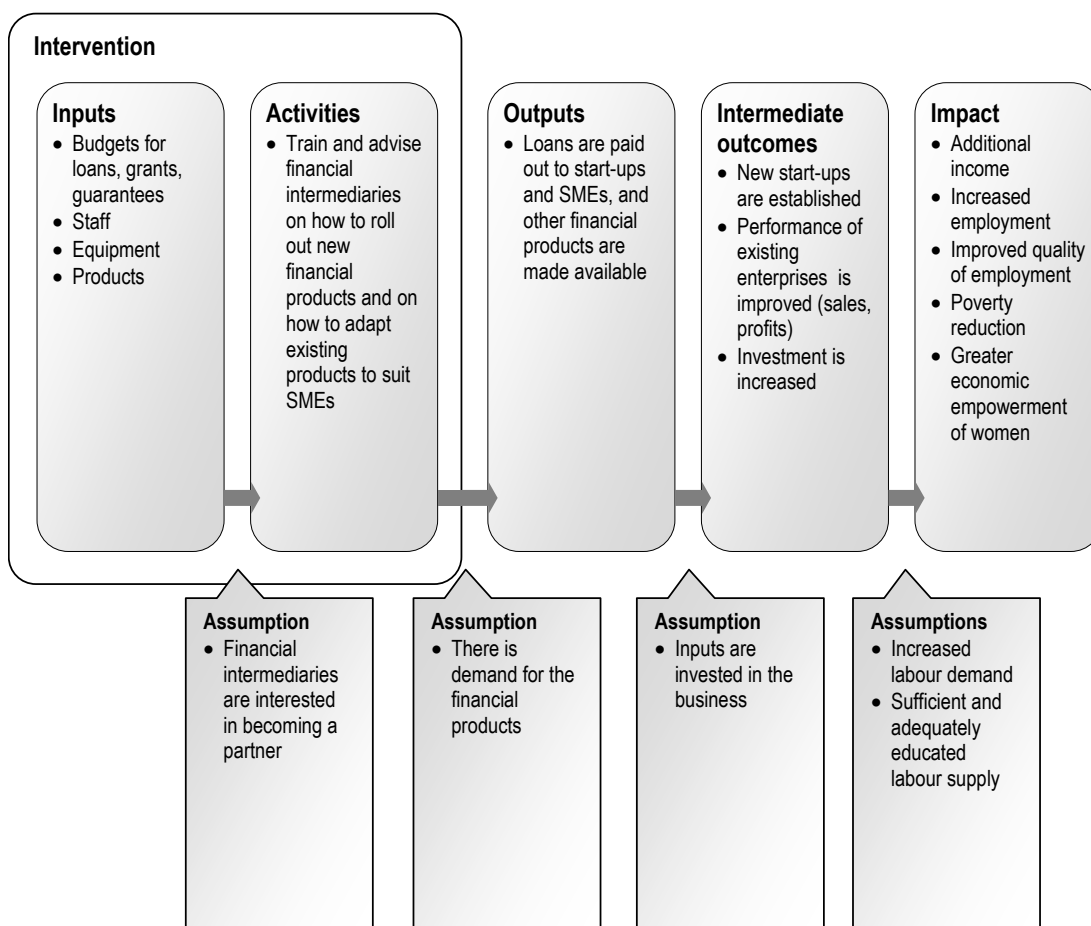 Intervention
Inputs
• Budgets for
loans, grants,
guarantees
• Staff
• Equipment
• Products
Activities
• Train and advise
financial
intermediaries
on how to roll
out new
financial
products and on
how to adapt
existing
products to suit
SMEs
Outputs
• Loans are paid
out to start-ups
and SMEs, and
other financial
products are
made available
Intermediate
outcomes
• New start-ups
are established
• Performance of
existing
enterprises is
improved (sales,
profits)
• Investment is
increased
Impact
• Additional
income
• Increased
employment
• Improved quality
of employment
• Poverty
reduction
• Greater
economic
empowerment
of women
Assumption
• Financial
intermediaries
are interested
in becoming a
partner
Assumption
• There is
demand for the
financial
products
Assumption
• Inputs are
invested in the
business
Assumptions
• Increased
labour demand
• Sufficient and
adequately
educated
labour supply